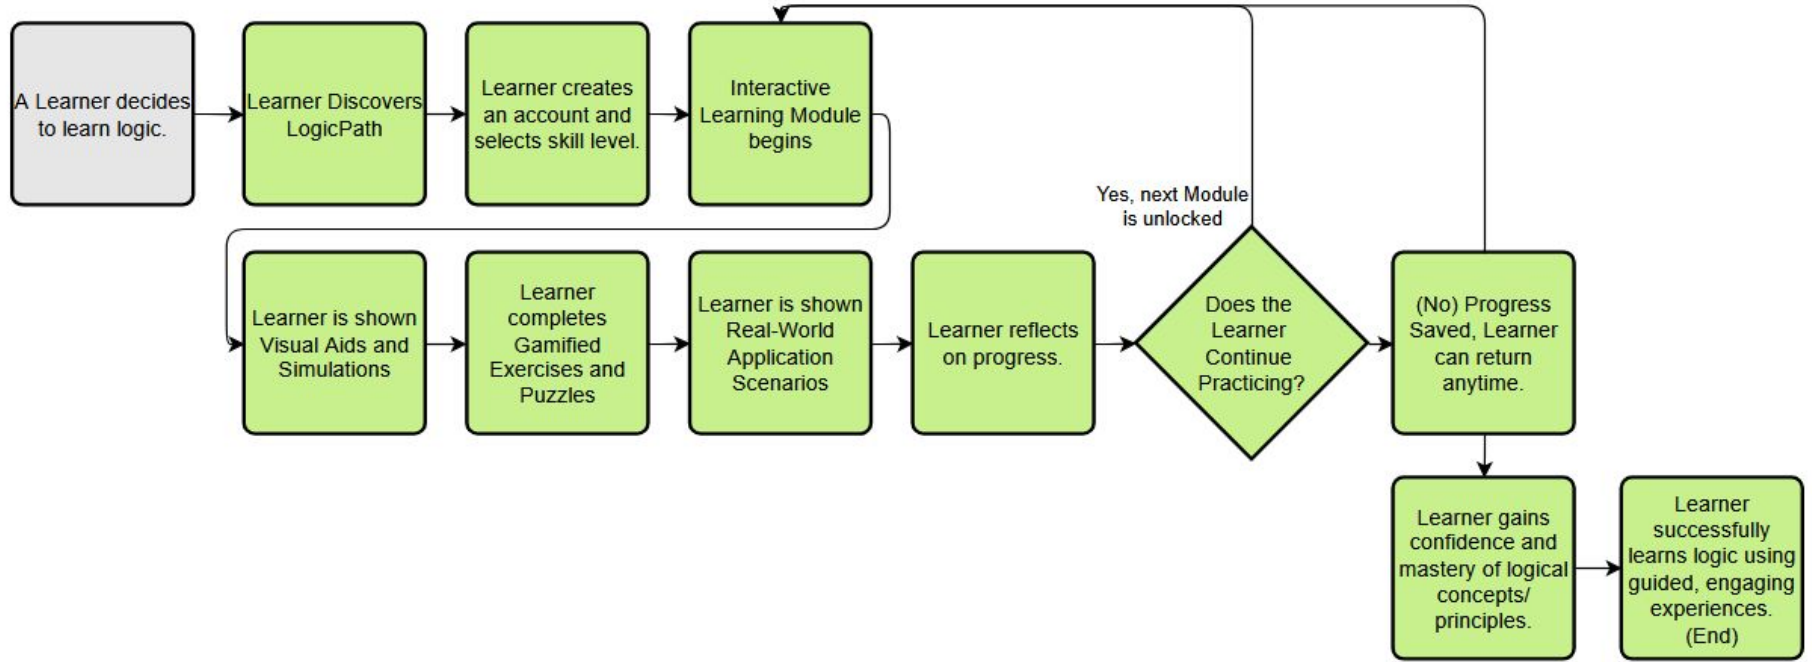 A Learner decides
to learn logic.
Learner Discovers
LogicPath
Learner creates
an account and
selects skill level.
Interactive
Learning Module
begins
Yes, next Module
is unlocked
Learner is shown
Visual Aids and
Simulations
Learner
completes
Gamified
Exercises and
Puzzles
Learner is shown
Real-World
Application
Scenarios
Learner reflects
on progress.
Does the
Learner
Continue
Practicing?
(No) Progress
Saved, Learner
can return
anytime.
Learner gains
confidence and
mastery of logical
concepts/
principles.
Learner
successfully
learns logic using
guided, engaging
experiences.
(End)